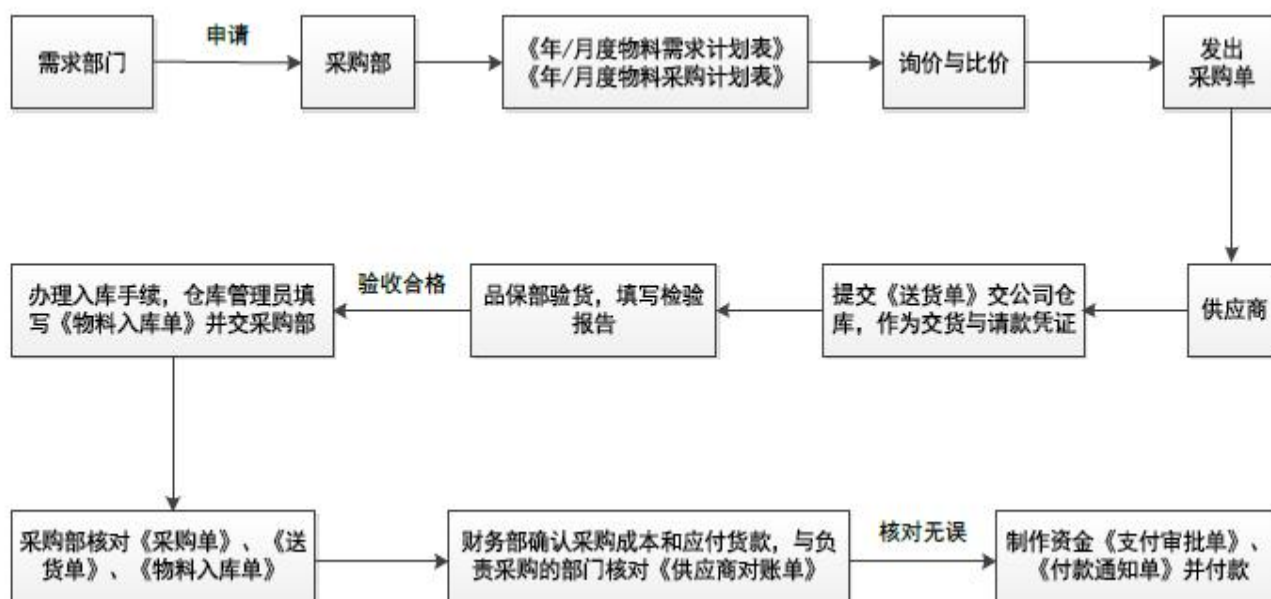 需求部门
申请
采购部
《年/月度物料需求计划表》
《年/月度物料采购计划表》
询价与比价
发出
采购单
供应商
提交《送货单》交公司仓
库，作为交货与请款凭证
品保部验货，填写检验
报告
验收合格
办理入库手续，仓库管理员填
写《物料入库单》并交采购部
采购部核对《采购单》、《送
货单》、《物料入库单》
财务部确认采购成本和应付货款，与负
责采购的部门核对《供应商对账单》
核对无误
制作资金《支付审批单》、
《付款通知单》并付款